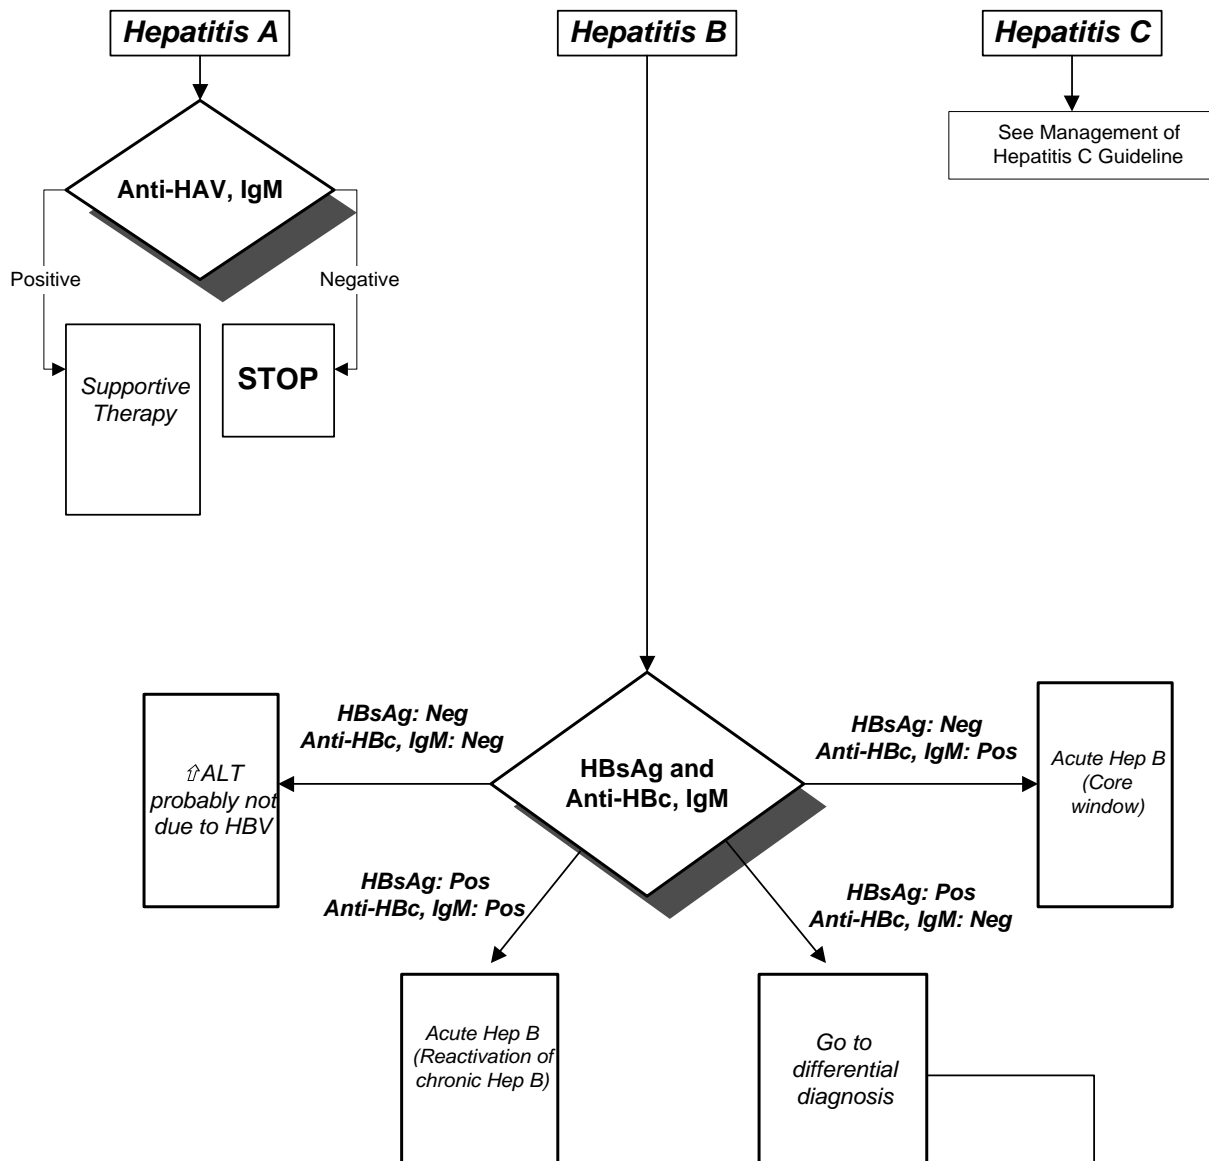 Hepatitis A
Hepatitis B
Hepatitis C
See Management of
Hepatitis C Guideline
Anti-HAV, IgM
Positive
Negative
Supportive
Therapy
STOP
HBsAg: Neg
Anti-HBc, IgM: Neg
HBsAg: Neg
Anti-HBc, IgM: Pos
⇧ALT
probably not
due to HBV
HBsAg and
Anti-HBc, IgM
Acute Hep B
(Core
window)
HBsAg: Pos
Anti-HBc, IgM: Pos
HBsAg: Pos
Anti-HBc, IgM: Neg
Acute Hep B
(Reactivation of
chronic Hep B)
Go to
differential
diagnosis